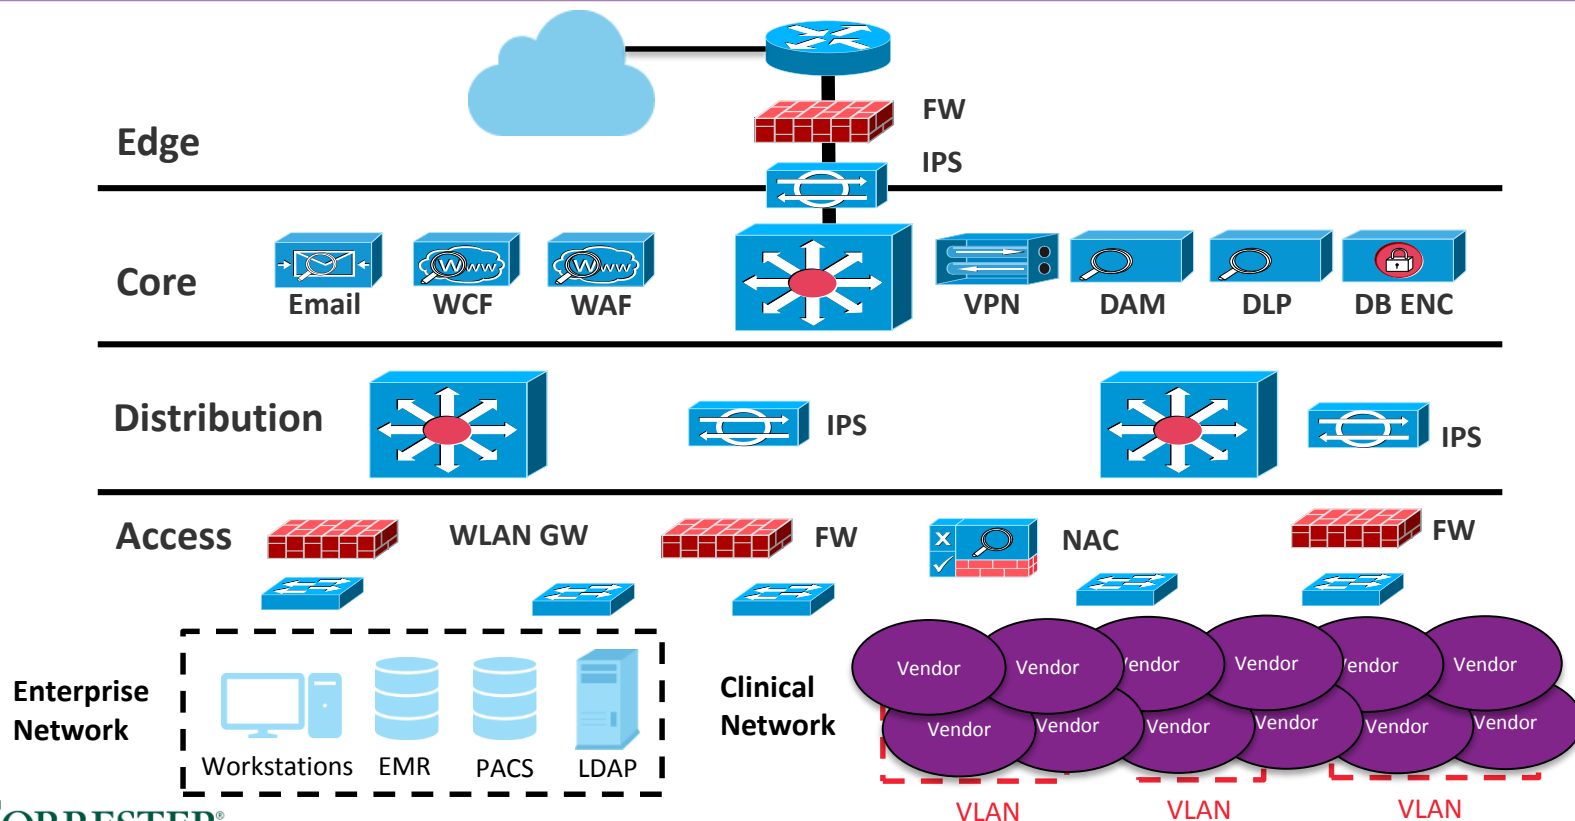 FW
Edge
IPS
Core
Email
WCF
WAF
VPN
DAM
DLP
DB ENC
Distribution
IPS
IPS
Access
WLAN GW
FW
NAC
FW
Enterprise
Network
Workstations
EMR
PACS
LDAP
Clinical
Network
Vendor
Vendor
Vendor
Vendor
Vendor
Vendor
Vendor
Vendor
Vendor
Vendor
Vendor
Vendor
VLAN
VLAN
VLAN
FORRESTER®